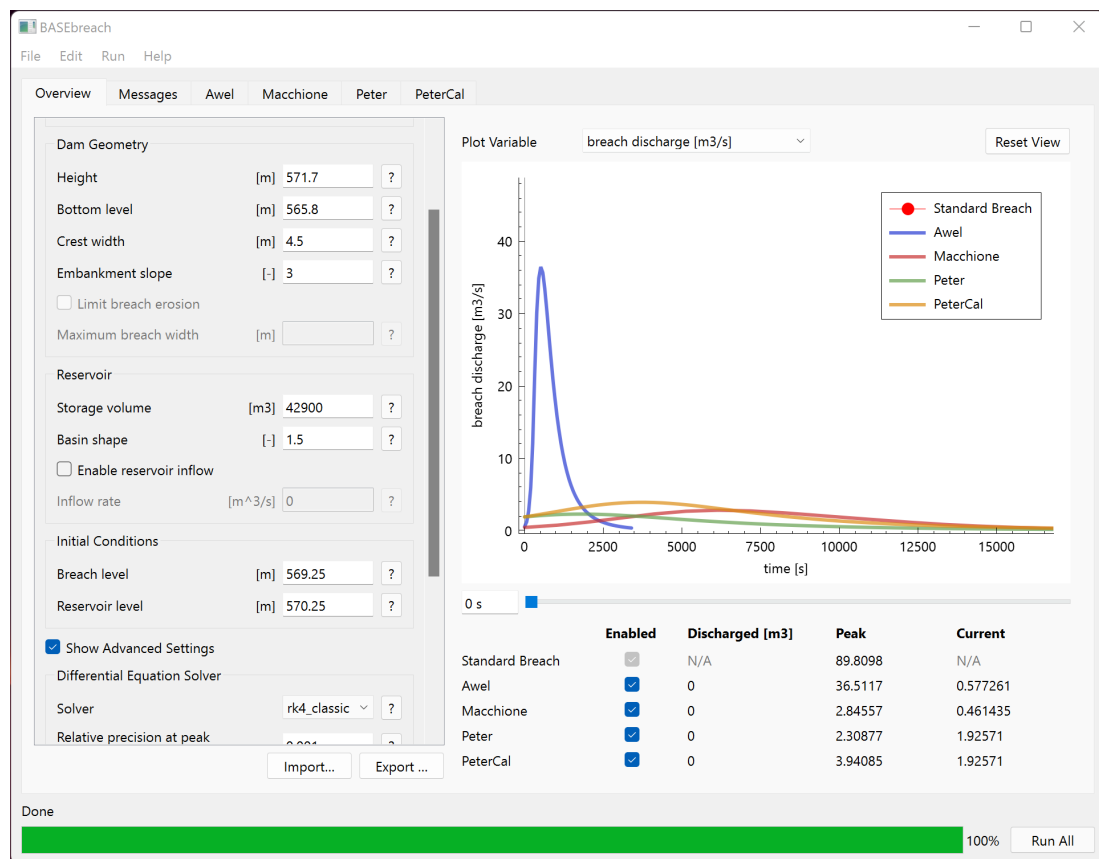 BASEbreach
File Edit Run Help
Overview Messages Awel Macchione Peter PeterCal
Dam Geometry
Height [m] 571.7 ?
Bottom level [m] 565.8 ?
Crest width [m] 4.5 ?
Embankment slope [-] 3 ?
Limit breach erosion
Maximum breach width [m] ?
Reservoir
Storage volume [m3] 42900 ?
Basin shape [-] 1.5 ?
Enable reservoir inflow
Inflow rate [m^3/s] 0 ?
Initial Conditions
Breach level [m] 569.25 ?
Reservoir level [m] 570.25 ?
Show Advanced Settings
Differential Equation Solver
Solver rk4_classic ?
Relative precision at peak
Import... Export ...
Plot Variable breach discharge [m3/s] Reset View
Standard Breach
Awel
Macchione
Peter
PeterCal
breach discharge [m3/s]
40
30
20
10
0
0 2500 5000 7500 10000 12500 15000
time [s]
0 s
Enabled Discharged [m3] Peak Current
Standard Breach N/A 89.8098 N/A
Awel 0 36.5117 0.577261
Macchione 0 2.84557 0.461435
Peter 0 2.30877 1.92571
PeterCal 0 3.94085 1.92571
Done
100% Run All